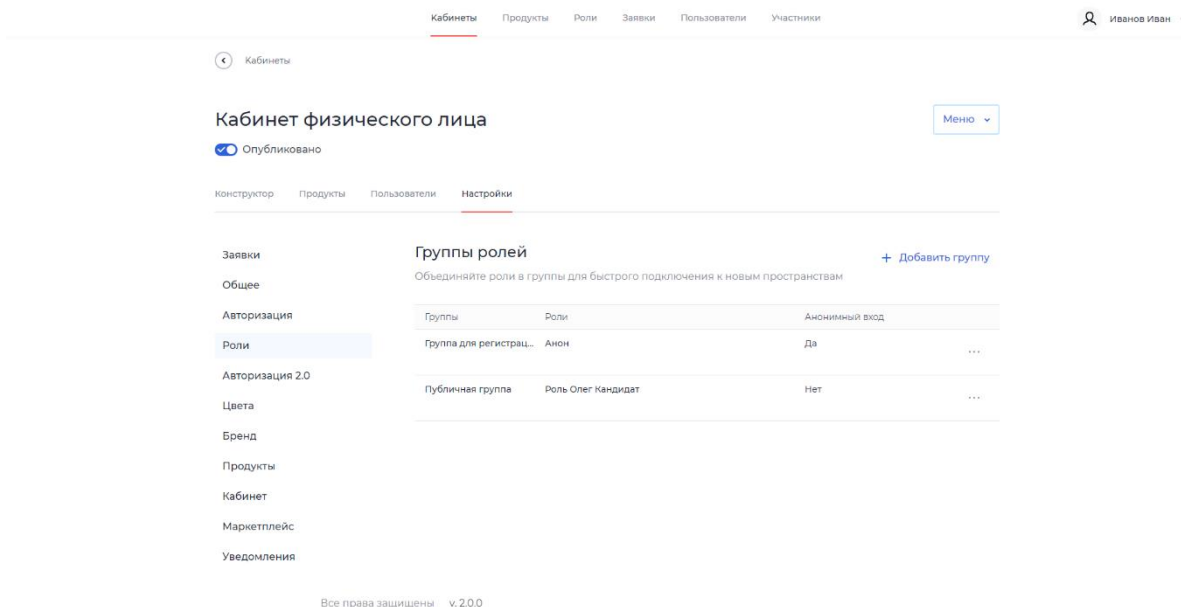 Кабинеты Продукты Роли Заявки Пользователи Участники Иванов Иван
Кабинеты
Кабинет физического лица
Меню
Опубликовано
Конструктор Продукты Пользователи Настройки
Заявки
Общее
Авторизация
Роли
Авторизация 2.0
Цвета
Бренд
Продукты
Кабинет
Маркетплейс
Уведомления
Группы ролей
+ Добавить группу
Объединяйте роли в группы для быстрого подключения к новым пространствам
Группы Роли Анонимный вход
Группа для регистрац... Анон Да ...
Публичная группа Роль Олег Кандидат Нет ...
Все права защищены v. 2.0.0